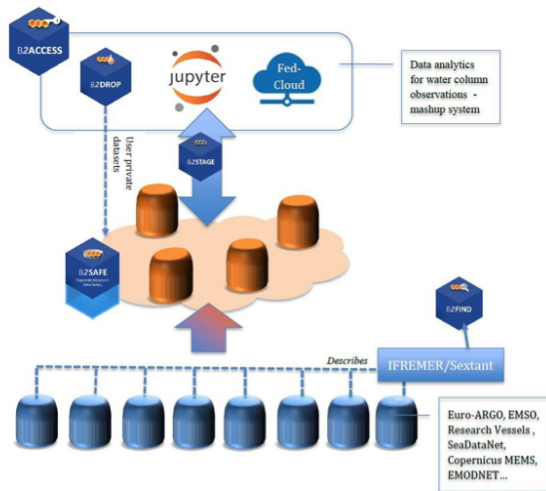 B2ACCESS
B2DROP
jupyter
Fed-
Cloud
Data analytics
for water column
observations -
mashup system
User private
datasets
B2STAGE
B2SAFE
B2FIND
Describes
IFREMER/Sextant
Euro-ARGO, EMSO,
Research Vessels ,
SeaDataNet,
Copernicus MEMS,
EMODNET...